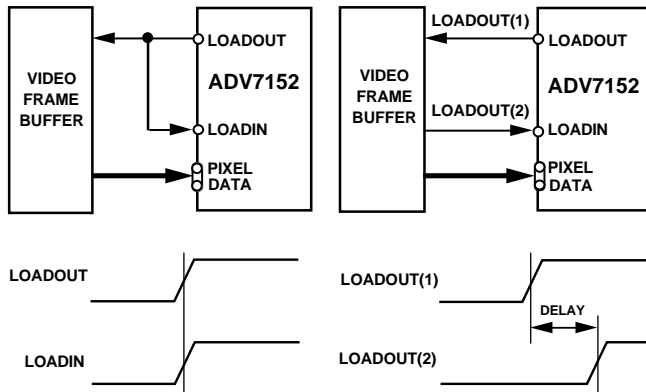 VIDEO
FRAME
BUFFER
LOADOUT
ADV7152
LOADIN
PIXEL
DATA
LOADOUT
LOADIN
VIDEO
FRAME
BUFFER
LOADOUT(1)
LOADOUT(2)
LOADOUT
ADV7152
LOADIN
PIXEL
DATA
LOADOUT(1)
DELAY
LOADOUT(2)